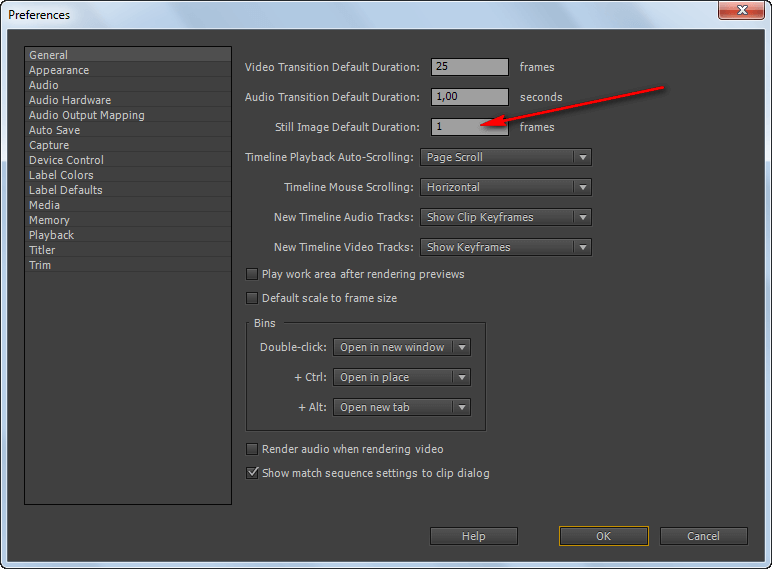 Preferences
General
Appearance
Audio
Audio Hardware
Audio Output Mapping
Auto Save
Capture
Device Control
Label Colors
Label Defaults
Media
Memory
Playback
Titler
Trim
Video Transition Default Duration: 25 frames
Audio Transition Default Duration: 1,00 seconds
Still Image Default Duration: 1 frames
Timeline Playback Auto-Scrolling: Page Scroll
Timeline Mouse Scrolling: Horizontal
New Timeline Audio Tracks: Show Clip Keyframes
New Timeline Video Tracks: Show Keyframes
Play work area after rendering previews
Default scale to frame size
Bins
Double-click: Open in new window
+ Ctrl: Open in place
+ Alt: Open new tab
Render audio when rendering video
Show match sequence settings to clip dialog
Help OK Cancel